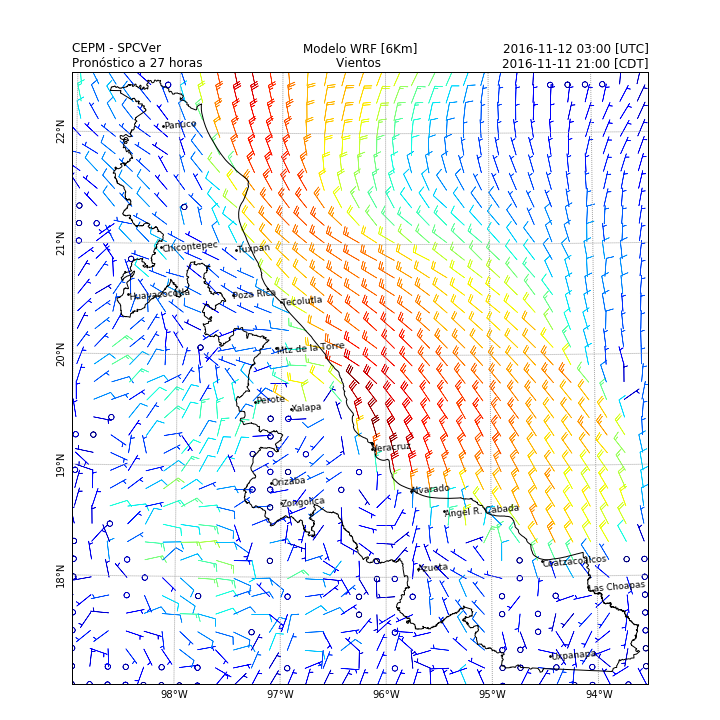 CEPM - SPCVer Modelo WRF [6Km] 2016-11-12 03:00 [UTC]
Pronóstico a 27 horas Vientos 2016-11-11 21:00 [CDT]
22°N
Panuco
21°N
Chicontepec
Tuxpan
Huayacocotla
Poza Rica
Tecolutla
20°N
Mtz de la Torre
Perote
Xalapa
Veracruz
19°N
Orizaba
Alvarado
Zongolica
Angel R. Cabada
18°N
Azueta
Coatzacoalcos
Las Choapas
Uxpanapa
98°W 97°W 96°W 95°W 94°W